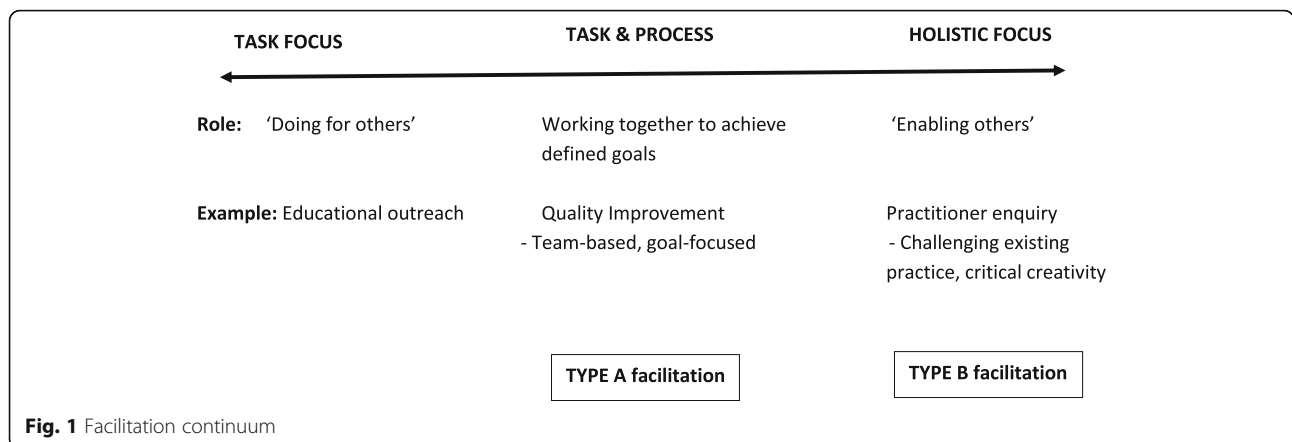 TASK FOCUS TASK & PROCESS HOLISTIC FOCUS
Role: ‘Doing for others’ Working together to achieve ‘Enabling others’
defined goals
Example: Educational outreach Quality Improvement Practitioner enquiry
- Team-based, goal-focused - Challenging existing
practice, critical creativity
TYPE A facilitation TYPE B facilitation
Fig. 1 Facilitation continuum